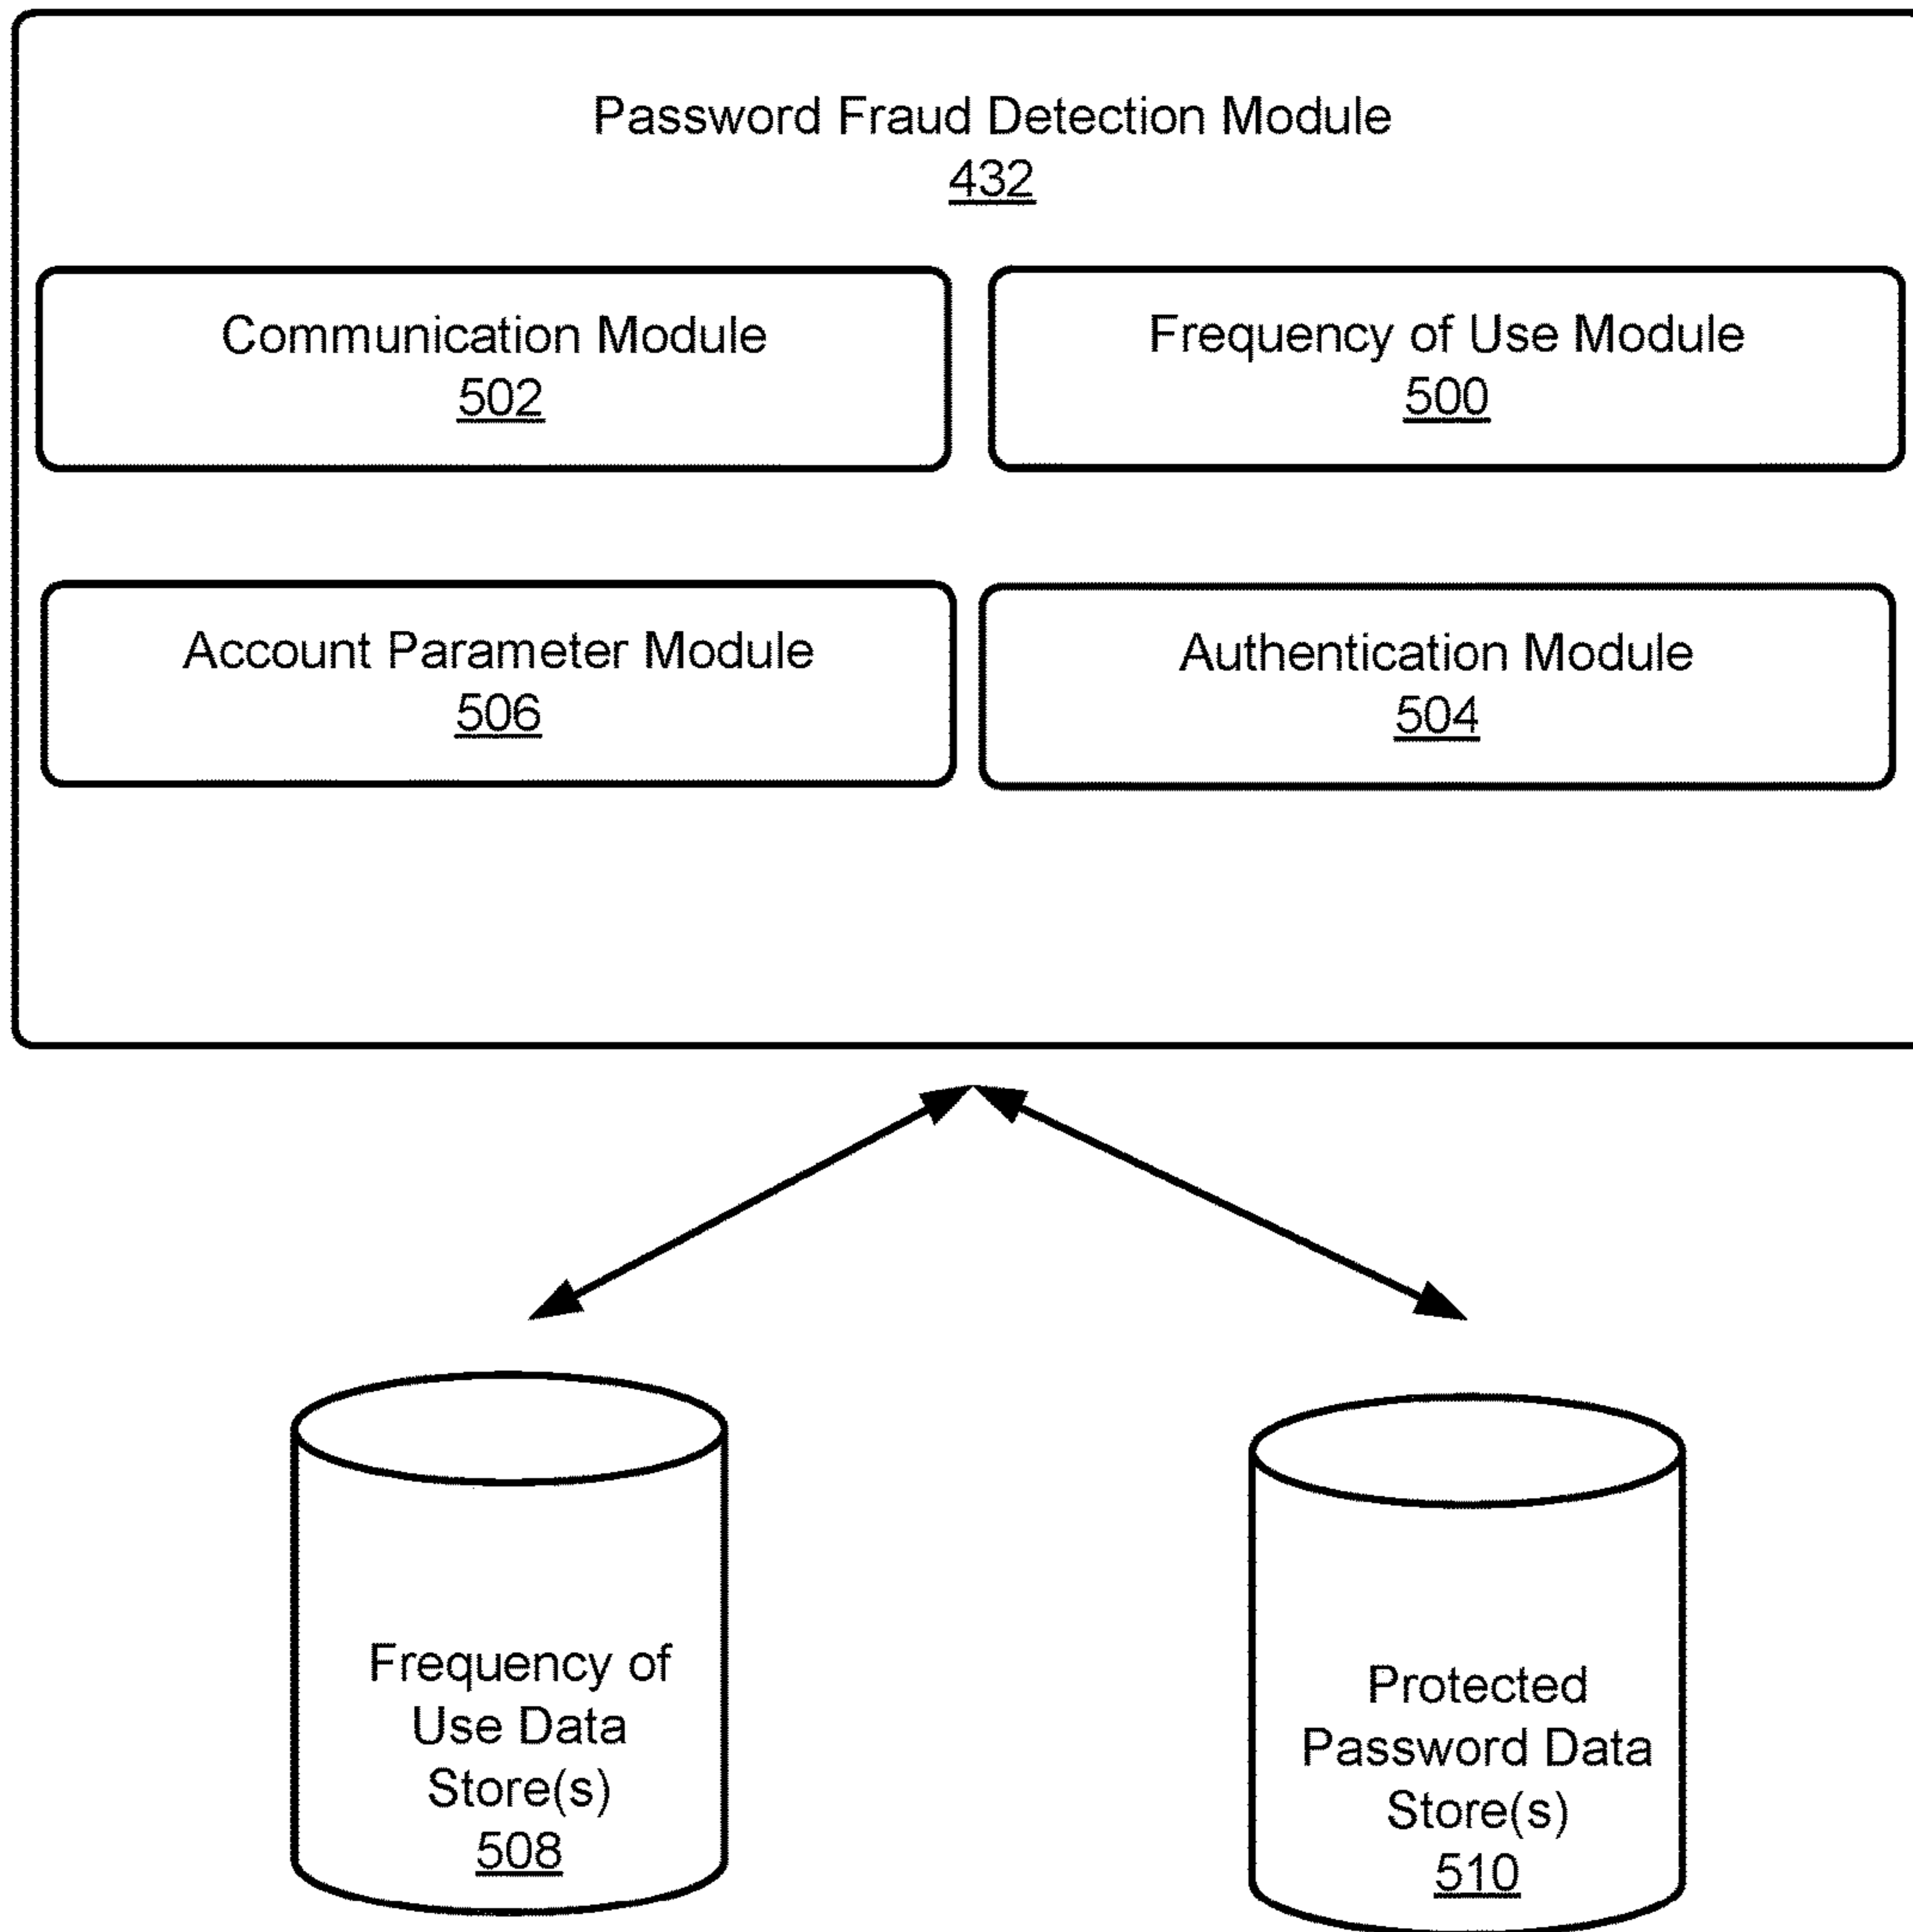 Password Fraud Detection Module
432
Communication Module
502
Frequency of Use Module
500
Account Parameter Module
506
Authentication Module
504
Frequency of
Use Data
Store(s)
508
Protected
Password Data
Store(s)
510